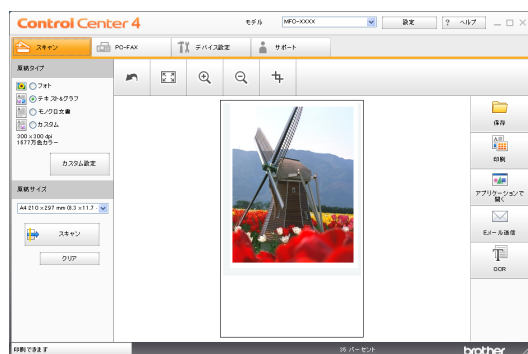 Control Center 4
モデル
MFC-XXXX
設定
? ヘルプ
スキャン
PC-FAX
デバイス設定
サポート
原稿タイプ
フォト
テキスト&グラフ
モノクロ文書
カスタム
300 x 300 dpi
1677万色カラー
カスタム設定
原稿サイズ
A4 210 x 297 mm (8.3 x 11.7
スキャン
クリア
保存
印刷
アプリケーションで
開く
Eメール送信
OCR
印刷できます
35 パーセント
brother